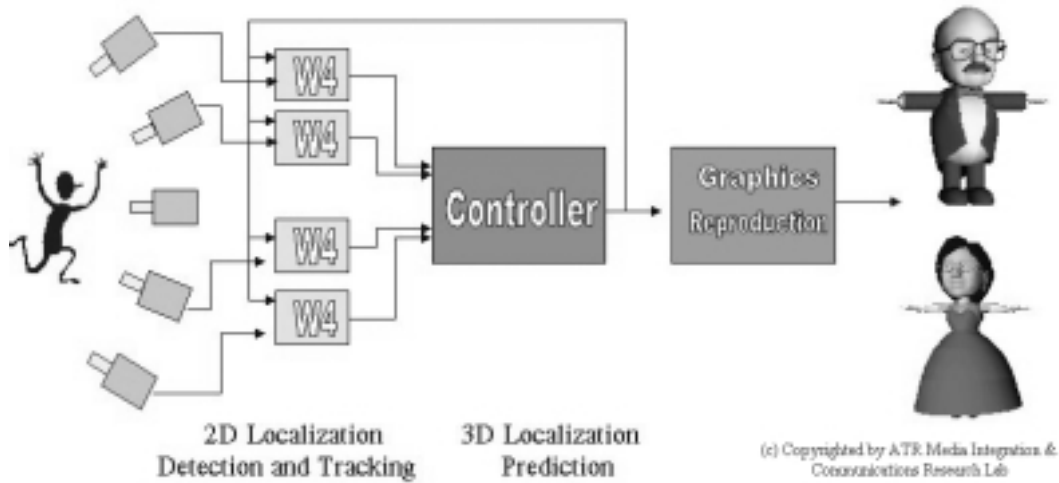 W4
W4
W4
W4
Controller
Graphics
Reproduction
2D Localization
Detection and Tracking
3D Localization
Prediction
(c) Copyrighted by ATR Media Integration &
Communications Research Lab